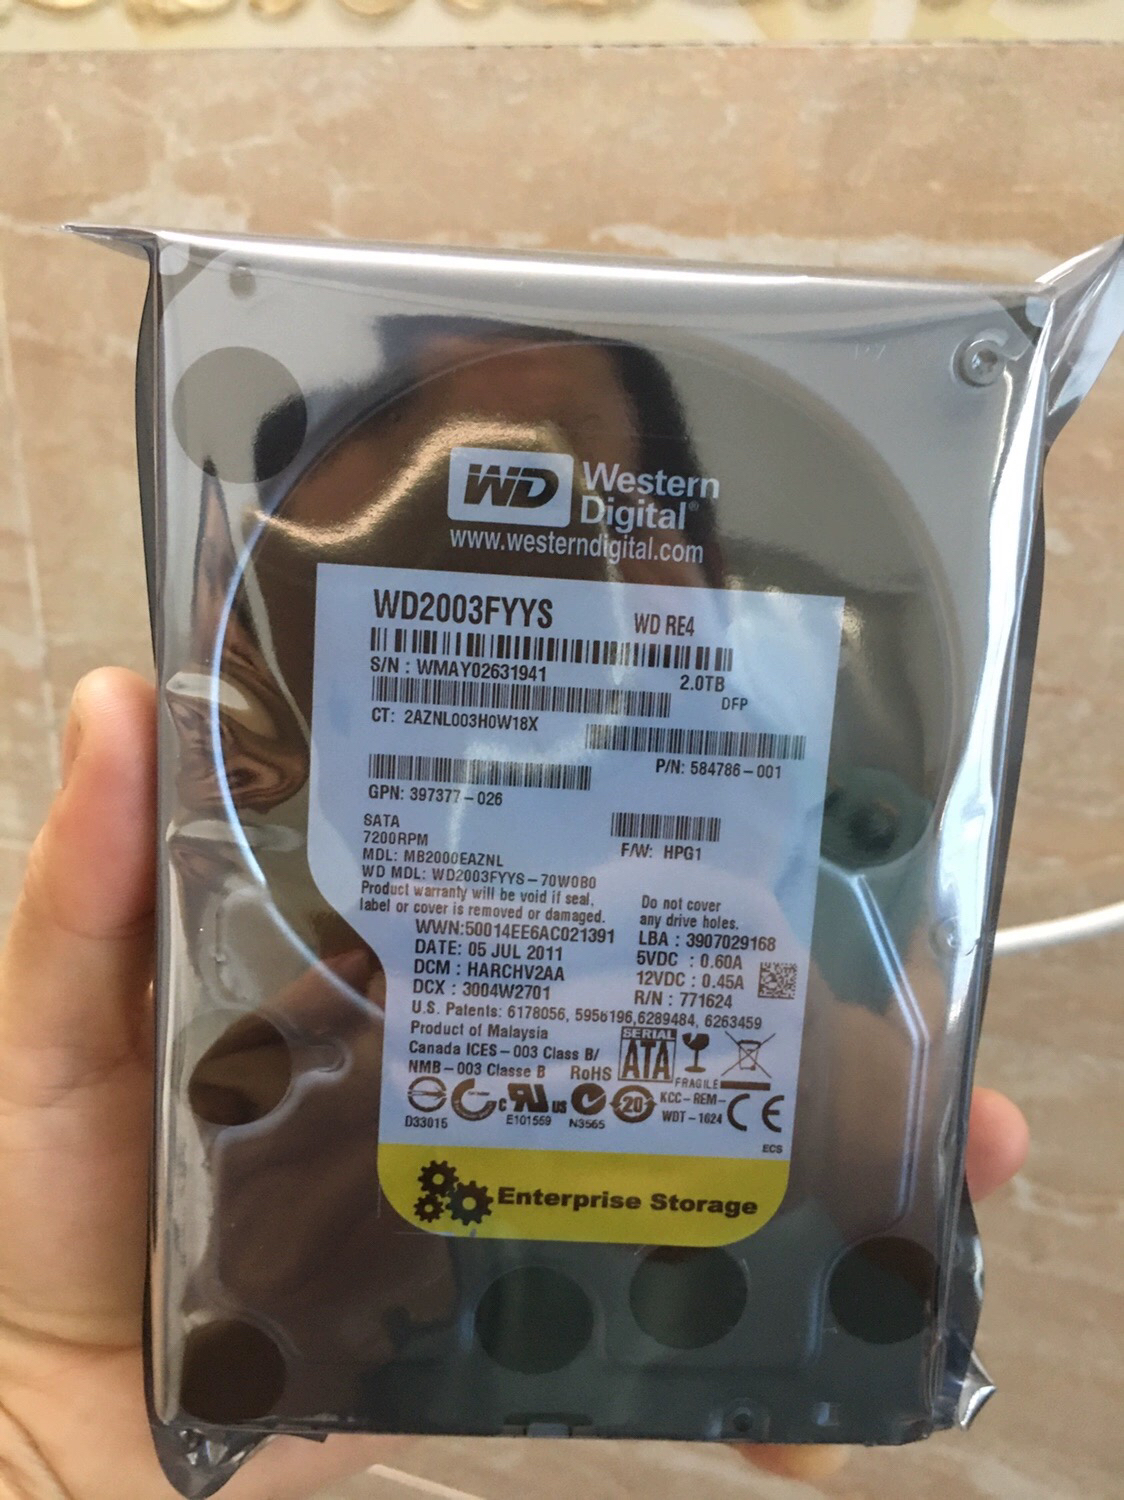 WD Western
Digital®
www.westerndigital.com
WD2003FYYS WD RE4
S/N : WMAY02631941 2.0TB
DFP
CT: 2AZNL003H0W18X
P/N: 584786-001
GPN: 397377-026
SATA
7200RPM
F/W: HPG1
MDL: MB2000EAZNL
WD MDL: WD2003FYYS-70W0B0
Product warranty will be void if seal,
label or cover is removed or damaged.
Do not cover
any drive holes.
WWN:50014EE6AC021391
LBA : 3907029168
DATE: 05 JUL 2011
5VDC : 0.60A
DCM : HARCHV2AA
12VDC : 0.45A
DCX : 3004W2701
R/N : 771624
U.S. Patents: 6178056, 5956196,6289484, 6263459
Product of Malaysia
Canada ICES-003 Class B/
NMB-003 Classe B RoHS
SERIAL
ATA
FRAGILE
D33015
c UR us
E101559
N3565
20
KCC-REM-
WDT-1624
CE
ECS
Enterprise Storage